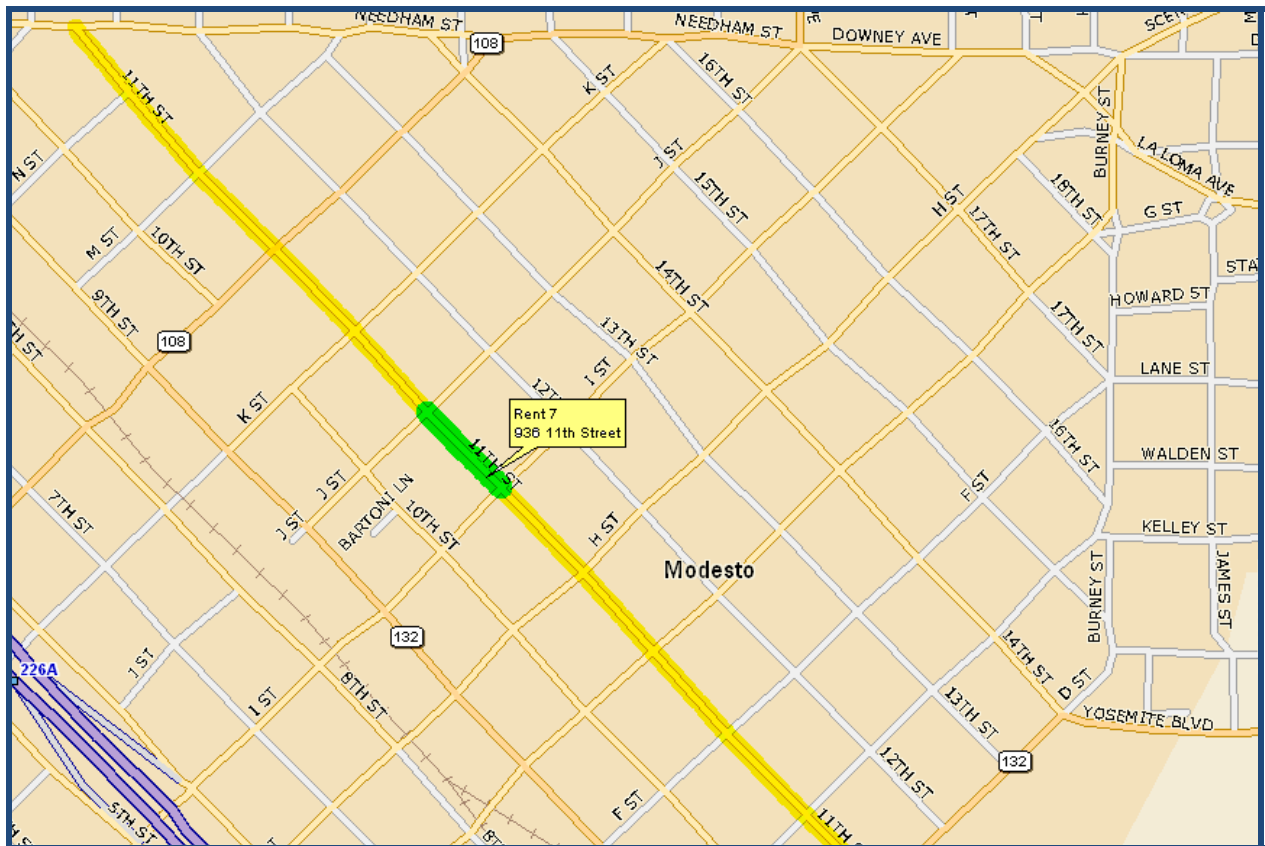 NEEDHAM ST
NEEDHAM ST
DOWNEY AVE
108
11TH ST
K ST
16TH ST
BURNEY ST
LA LOMA AVE
N ST
J ST
15TH ST
18TH ST
H ST
17TH ST
G ST
M ST
10TH ST
14TH ST
9TH ST
HOWARD ST
17TH ST
108
13TH ST
I ST
LANE ST
K ST
Rent 7
936 11th Street
11TH ST
16TH ST
WALDEN ST
J ST
J ST
BARTONI LN
10TH ST
F ST
7TH ST
H ST
KELLEY ST
Modesto
BURNEY ST
JAMES ST
132
226A
I ST
8TH ST
14TH ST
D ST
13TH ST
YOSEMITE BLVD
132
12TH ST
F ST
5TH ST
11TH